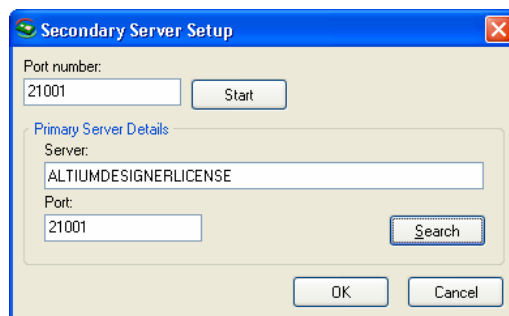 Secondary Server Setup
Port number:
21001
Start
Primary Server Details
Server:
ALTIUMDESIGNERLICENSE
Port:
21001
Search
OK Cancel